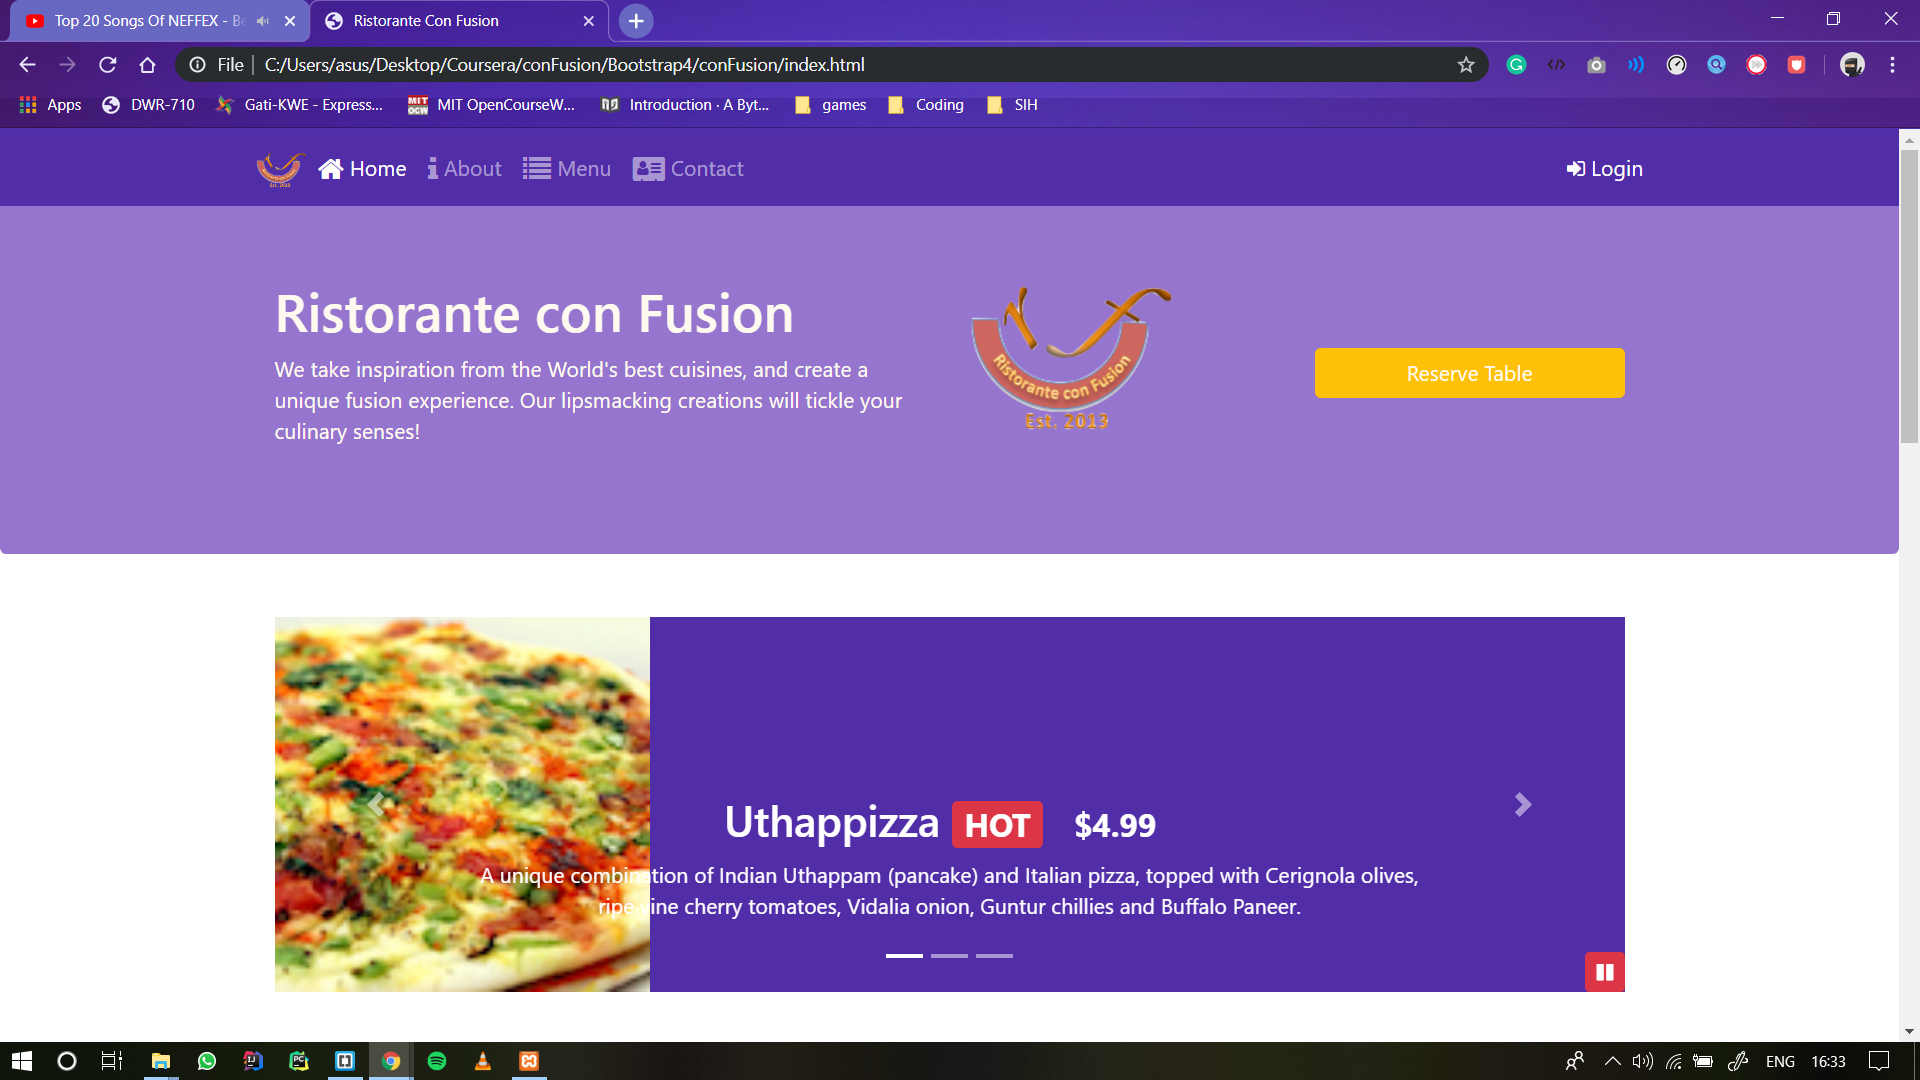 Top 20 Songs Of NEFFEX - Be
Ristorante Con Fusion
File
C:/Users/asus/Desktop/Coursera/conFusion/Bootstrap4/conFusion/index.html
Apps
DWR-710
Gati-KWE - Express...
MIT OpenCourseW...
Introduction · A Byt...
games
Coding
SIH
Home
About
Menu
Contact
Login
Ristorante con Fusion
We take inspiration from the World's best cuisines, and create a
unique fusion experience. Our lipsmacking creations will tickle your
culinary senses!
Ristorante con Fusion
Est. 2013
Reserve Table
Uthappizza HOT $4.99
A unique combination of Indian Uthappam (pancake) and Italian pizza, topped with Cerignola olives,
ripe vine cherry tomatoes, Vidalia onion, Guntur chillies and Buffalo Paneer.
ENG
16:33